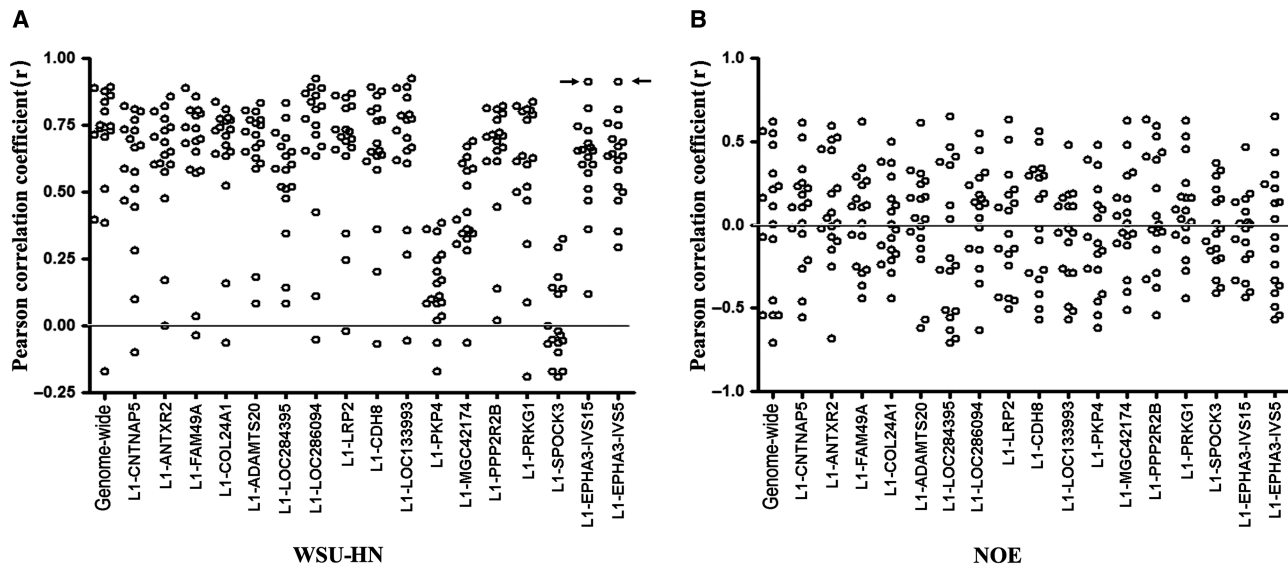 A
Pearson correlation coefficient (r)
1.00
0.75
0.50
0.25
0.00
−0.25
Genome-wide
L1-CNTNAP5
L1-ANTXR2
L1-FAM49A
L1-COL24A1
L1-ADAMTS20
L1-LOC284395
L1-LOC286094
L1-LRP2
L1-CDH8
L1-LOC133993
L1-PKP4
L1-MGC42174
L1-PPP2R2B
L1-PRKG1
L1-SPOCK3
L1-EPHA3-IVS15
L1-EPHA3-IVS5
WSU-HN
B
Pearson correlation coefficient (r)
1.0
0.5
0.0
−0.5
−1.0
Genome-wide
L1-CNTNAP5
L1-ANTXR2
L1-FAM49A
L1-COL24A1
L1-ADAMTS20
L1-LOC284395
L1-LOC286094
L1-LRP2
L1-CDH8
L1-LOC133993
L1-PKP4
L1-MGC42174
L1-PPP2R2B
L1-PRKG1
L1-SPOCK3
L1-EPHA3-IVS15
L1-EPHA3-IVS5
NOE